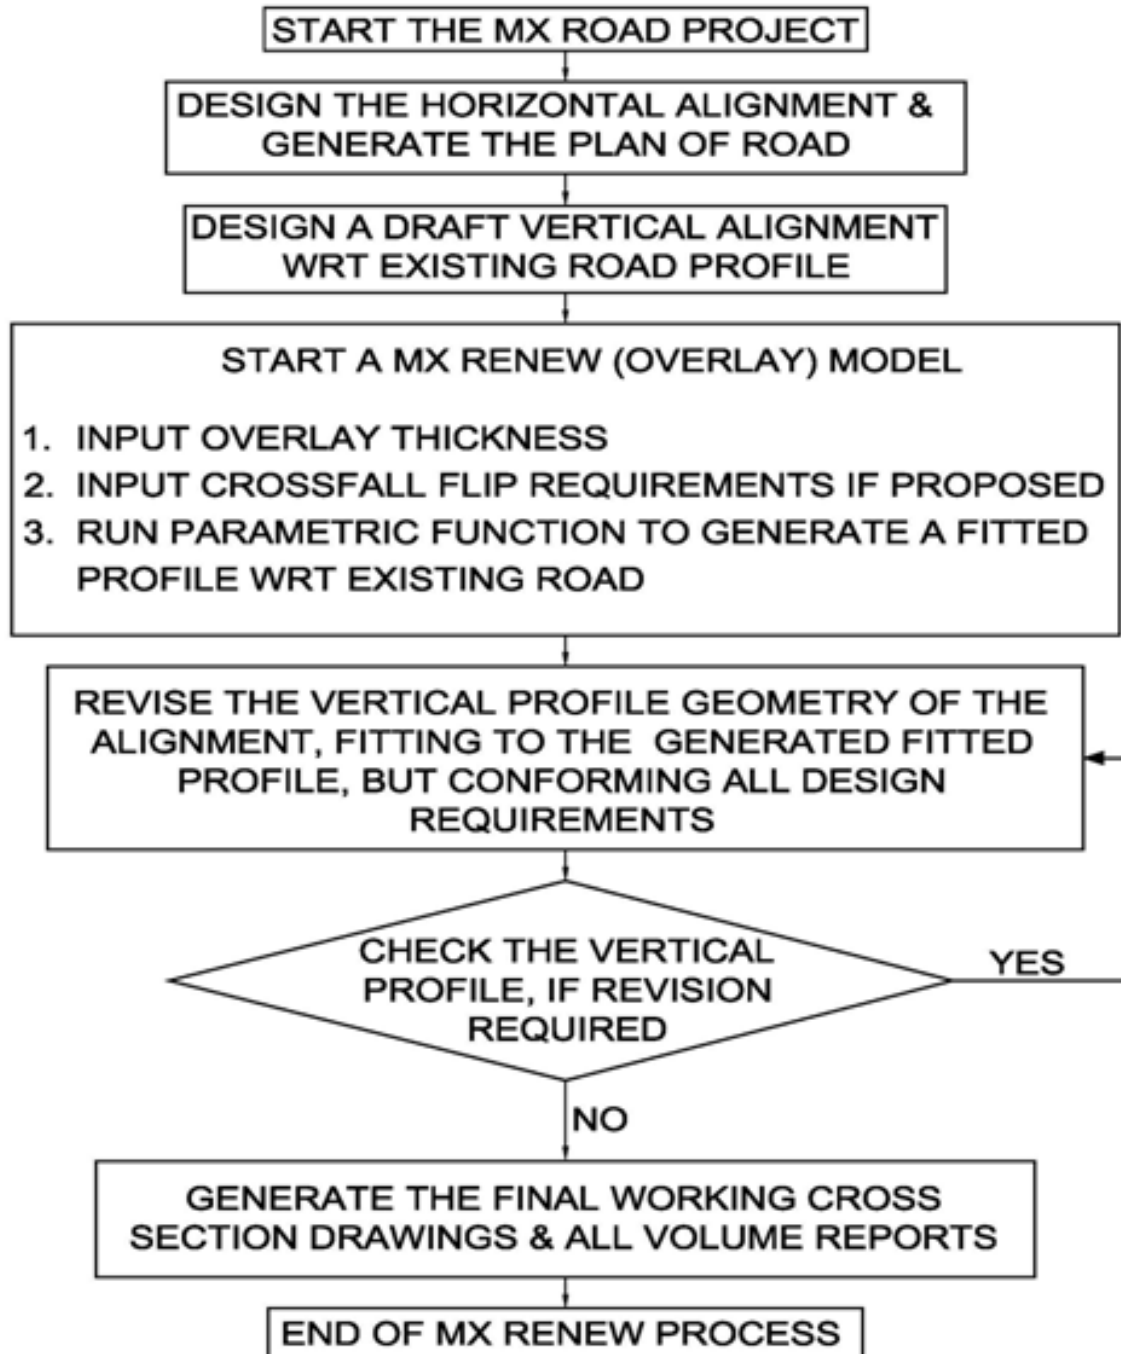 START THE MX ROAD PROJECT
DESIGN THE HORIZONTAL ALIGNMENT &
GENERATE THE PLAN OF ROAD
DESIGN A DRAFT VERTICAL ALIGNMENT
WRT EXISTING ROAD PROFILE
START A MX RENEW (OVERLAY) MODEL
1. INPUT OVERLAY THICKNESS
2. INPUT CROSSFALL FLIP REQUIREMENTS IF PROPOSED
3. RUN PARAMETRIC FUNCTION TO GENERATE A FITTED
PROFILE WRT EXISTING ROAD
REVISE THE VERTICAL PROFILE GEOMETRY OF THE
ALIGNMENT, FITTING TO THE GENERATED FITTED
PROFILE, BUT CONFORMING ALL DESIGN
REQUIREMENTS
CHECK THE VERTICAL
PROFILE, IF REVISION
REQUIRED
YES
NO
GENERATE THE FINAL WORKING CROSS
SECTION DRAWINGS & ALL VOLUME REPORTS
END OF MX RENEW PROCESS